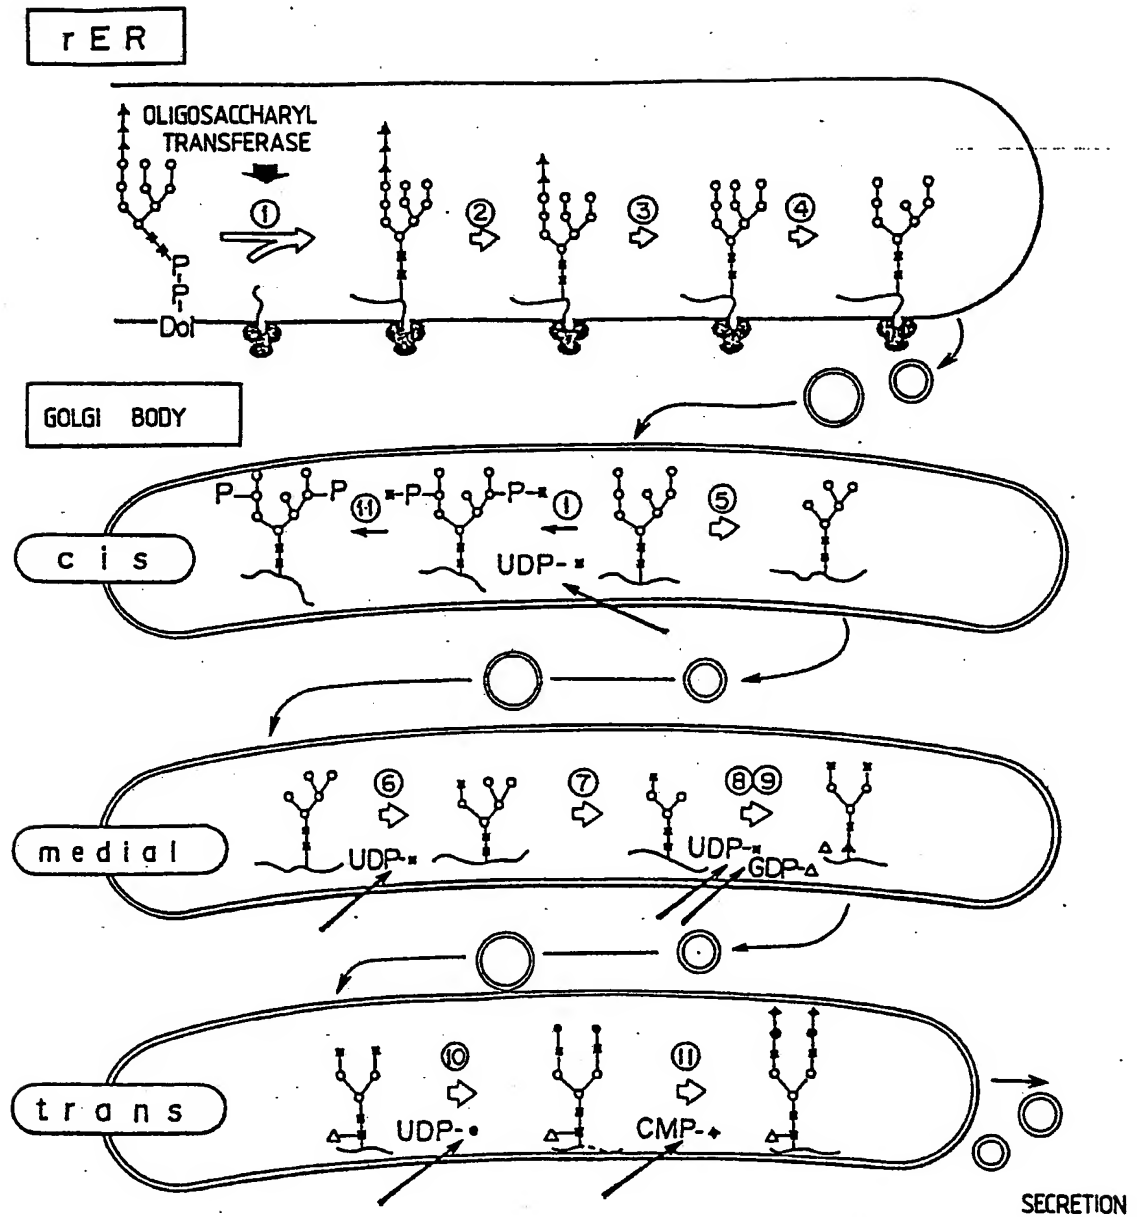 rER
OLIGOSACCHARYL
TRANSFERASE
① ② ③ ④
P
P
Dol
GOLGI BODY
P P P P
⑪ ① ⑤
cis
UDP-
⑥ ⑦ ⑧⑨
medial
UDP- UDP-
GDP-△
⑩ ⑪
trans
UDP- CMP-
SECRETION